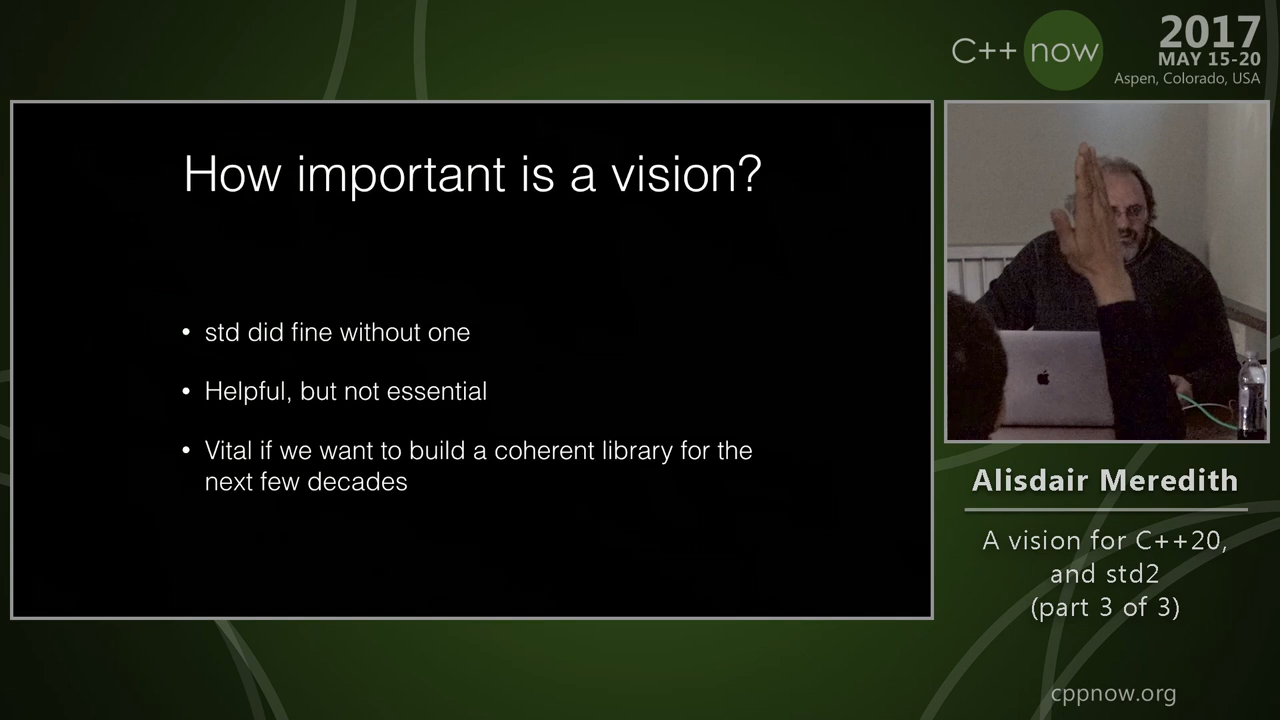 C++ now
2017
MAY 15-20
Aspen, Colorado, USA
How important is a vision?
• std did fine without one
• Helpful, but not essential
• Vital if we want to build a coherent library for the
next few decades
Alisdair Meredith
A vision for C++20,
and std2
(part 3 of 3)
cppnow.org